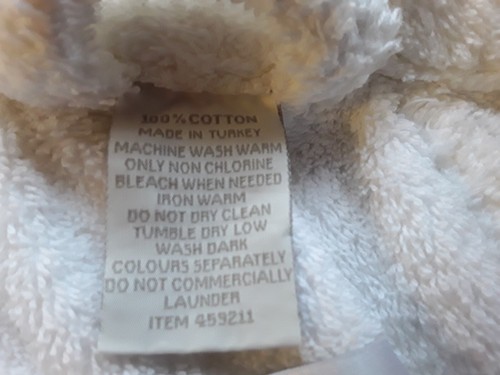 100% COTTON
MADE IN TURKEY
MACHINE WASH WARM
ONLY NON CHLORINE
BLEACH WHEN NEEDED
IRON WARM
DO NOT DRY CLEAN
TUMBLE DRY LOW
WASH DARK
COLOURS SEPARATELY
DO NOT COMMERCIALLY
LAUNDER
ITEM 459211